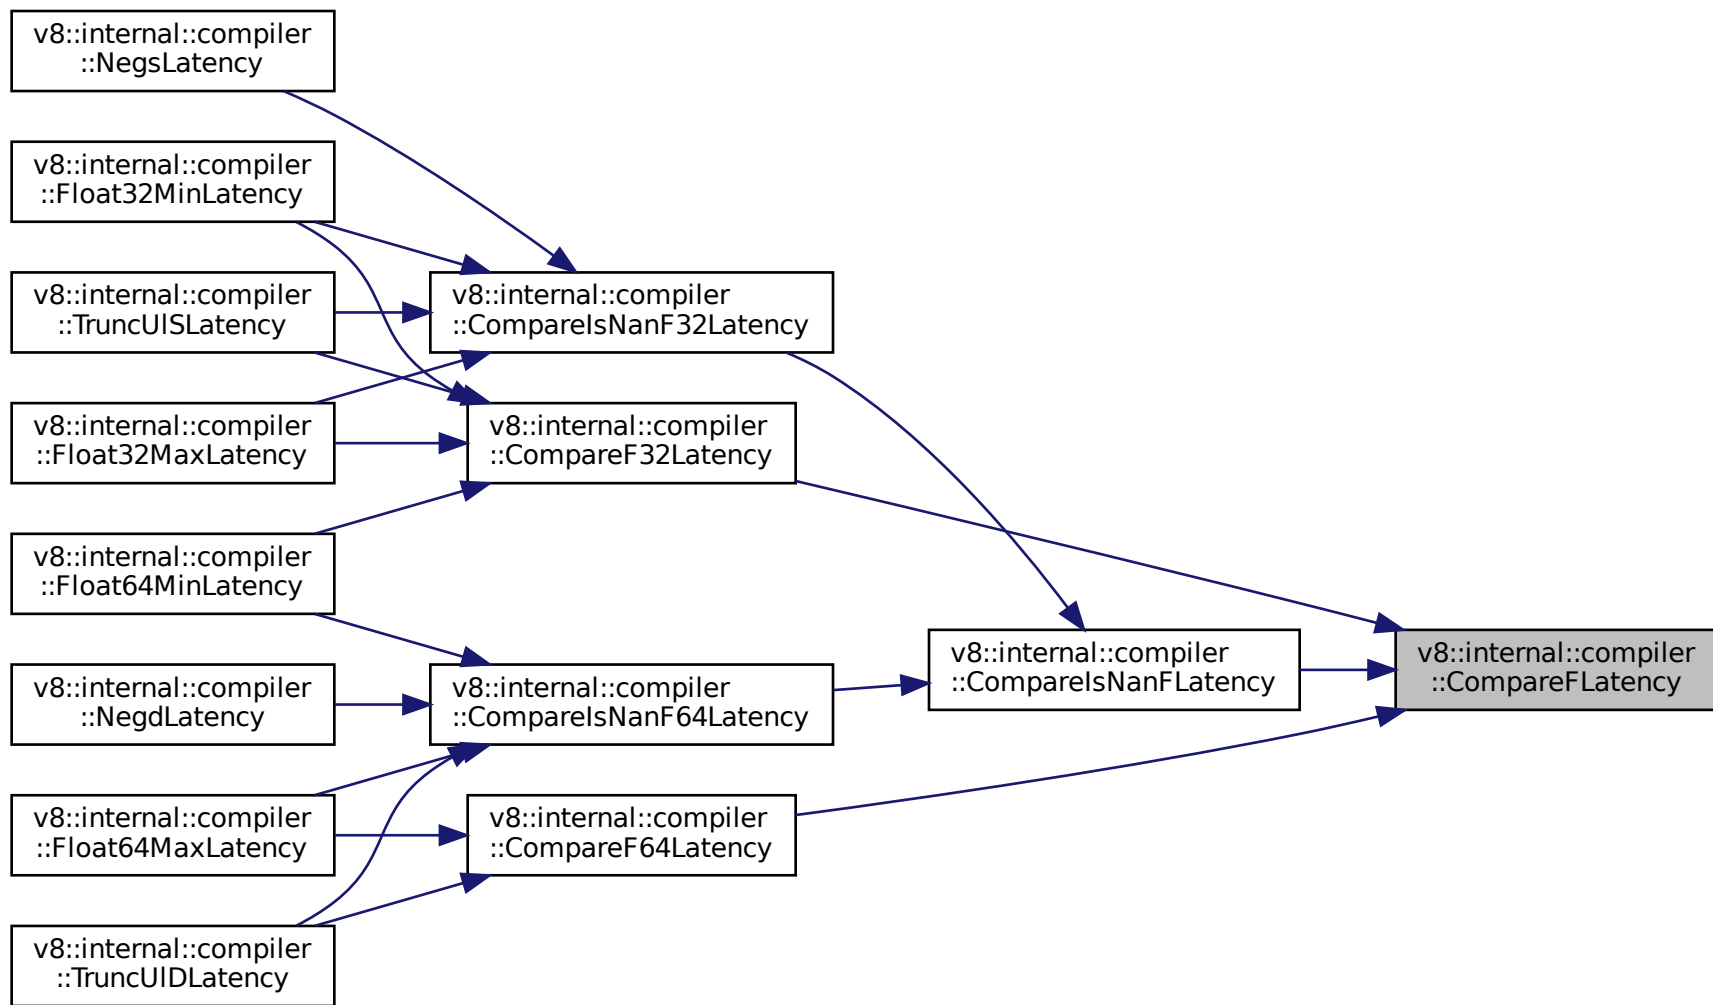 v8::internal::compiler
::NegsLatency
v8::internal::compiler
::Float32MinLatency
v8::internal::compiler
::TruncUlSLatency
v8::internal::compiler
::Float32MaxLatency
v8::internal::compiler
::Float64MinLatency
v8::internal::compiler
::NegdLatency
v8::internal::compiler
::Float64MaxLatency
v8::internal::compiler
::TruncUlDLatency
v8::internal::compiler
::CompareIsNanF32Latency
v8::internal::compiler
::CompareF32Latency
v8::internal::compiler
::CompareIsNanF64Latency
v8::internal::compiler
::CompareF64Latency
v8::internal::compiler
::CompareIsNanFLatency
v8::internal::compiler
::CompareFLatency